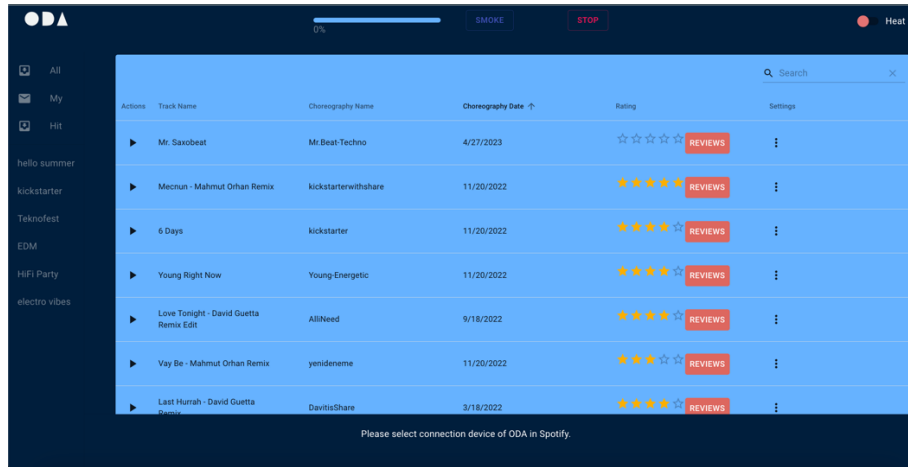 ODA
0%
SMOKE
STOP
Heat
All
My
Hit
hello summer
kickstarter
Teknofest
EDM
HiFi Party
electro vibes
Search
Actions Track Name Choreography Name Choreography Date Rating Settings
Mr. Saxobeat Mr.Beat-Techno 4/27/2023 REVIEWS
Mecnun - Mahmut Orhan Remix kickstarterwithshare 11/20/2022 REVIEWS
6 Days kickstarter 11/20/2022 REVIEWS
Young Right Now Young-Energetic 11/20/2022 REVIEWS
Love Tonight - David Guetta
Remix Edit AlliNeed 9/18/2022 REVIEWS
Vay Be - Mahmut Orhan Remix yenideneme 11/20/2022 REVIEWS
Last Hurrah - David Guetta
Remix DavitisShare 3/18/2022 REVIEWS
Please select connection device of ODA in Spotify.